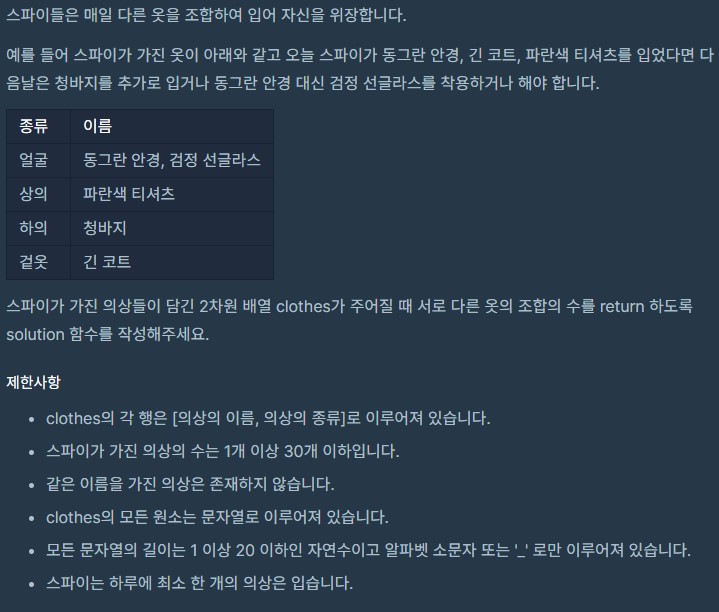 스파이들은 매일 다른 옷을 조합하여 입어 자신을 위장합니다.
예를 들어 스파이가 가진 옷이 아래와 같고 오늘 스파이가 동그란 안경, 긴 코트, 파란색 티셔츠를 입었다면 다
음날은 청바지를 추가로 입거나 동그란 안경 대신 검정 선글라스를 착용하거나 해야 합니다.
종류 이름
얼굴 동그란 안경, 검정 선글라스
상의 파란색 티셔츠
하의 청바지
겉옷 긴 코트
스파이가 가진 의상들이 담긴 2차원 배열 clothes가 주어질 때 서로 다른 옷의 조합의 수를 return 하도록
solution 함수를 작성해주세요.
제한사항
• clothes의 각 행은 [의상의 이름, 의상의 종류]로 이루어져 있습니다.
• 스파이가 가진 의상의 수는 1개 이상 30개 이하입니다.
• 같은 이름을 가진 의상은 존재하지 않습니다.
• clothes의 모든 원소는 문자열로 이루어져 있습니다.
• 모든 문자열의 길이는 1 이상 20 이하인 자연수이고 알파벳 소문자 또는 '_' 로만 이루어져 있습니다.
• 스파이는 하루에 최소 한 개의 의상은 입습니다.